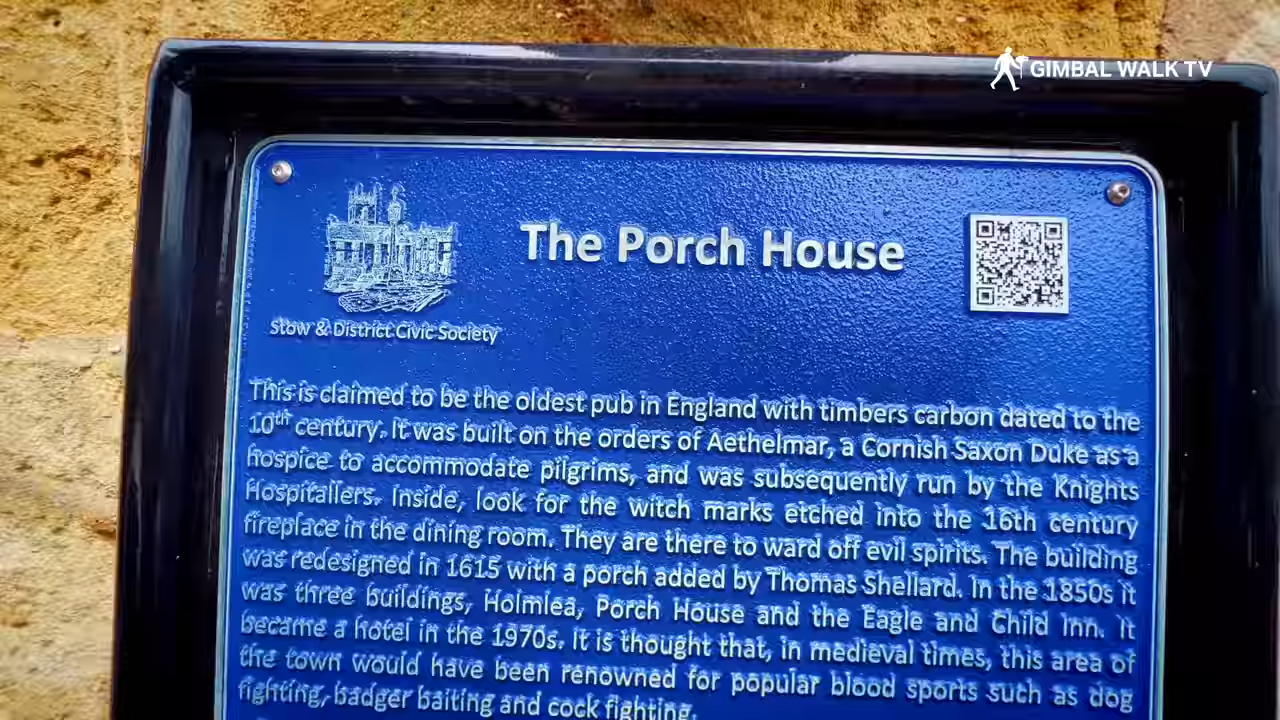 GIMBAL WALK TV
The Porch House
Stow & District Civic Society
This is claimed to be the oldest pub in England with timbers carbon dated to the
10th century. It was built on the orders of Aethelmar, a Cornish Saxon Duke as a
hospice to accommodate pilgrims, and was subsequently run by the Knights
Hospitallers. Inside, look for the witch marks etched into the 16th century
fireplace in the dining room. They are there to ward off evil spirits. The building
was redesigned in 1615 with a porch added by Thomas Shellard. In the 1850s it
was three buildings, Holmlea, Porch House and the Eagle and Child Inn. It
became a hotel in the 1970s. It is thought that, in medieval times, this area of
the town would have been renowned for popular blood sports such as dog
fighting, badger baiting and cock fighting.